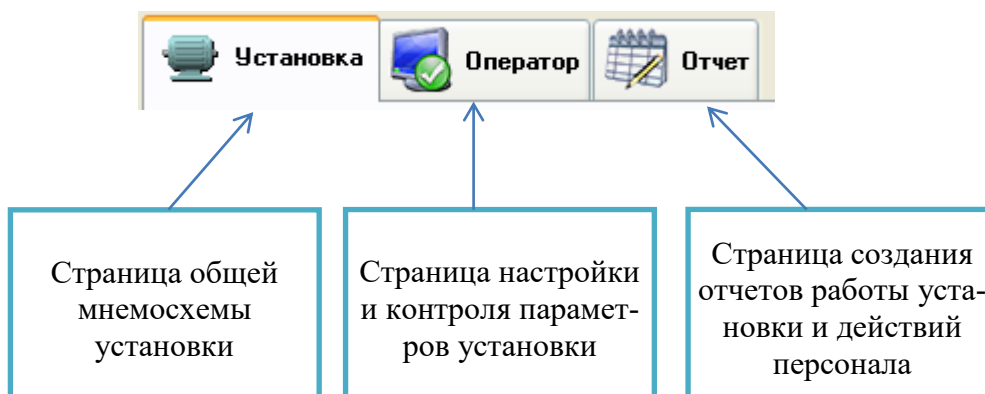 Установка
Оператор
Отчет
Страница общей
мнемосхемы
установки
Страница настройки
и контроля парамет-
ров установки
Страница создания
отчетов работы уста-
новки и действий
персонала